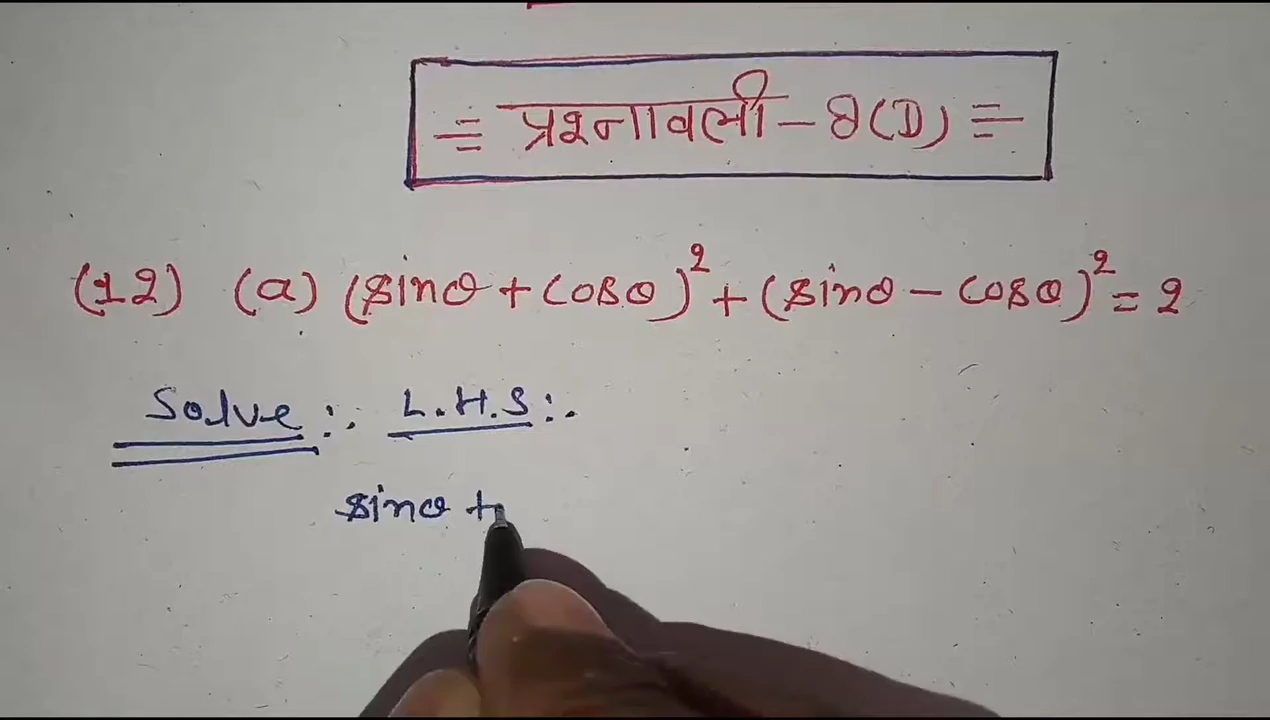 = प्रश्नावली - 8(D) =
(12) (a) (sinθ + cosθ)² + (sinθ - cosθ)² = 2
Solve :. L.H.S :.
sinθ +